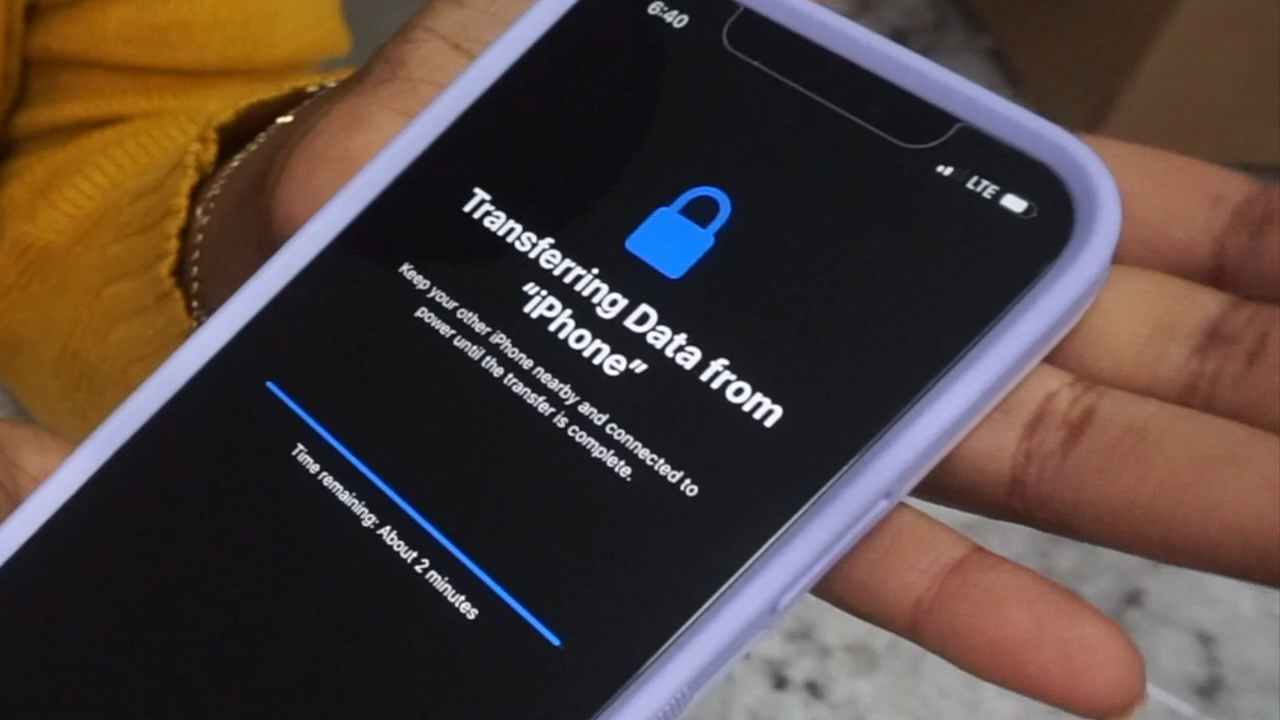 6:40
LTE
Transferring Data from
“iPhone”
Keep your other iPhone nearby and connected to
power until the transfer is complete.
Time remaining: About 2 minutes